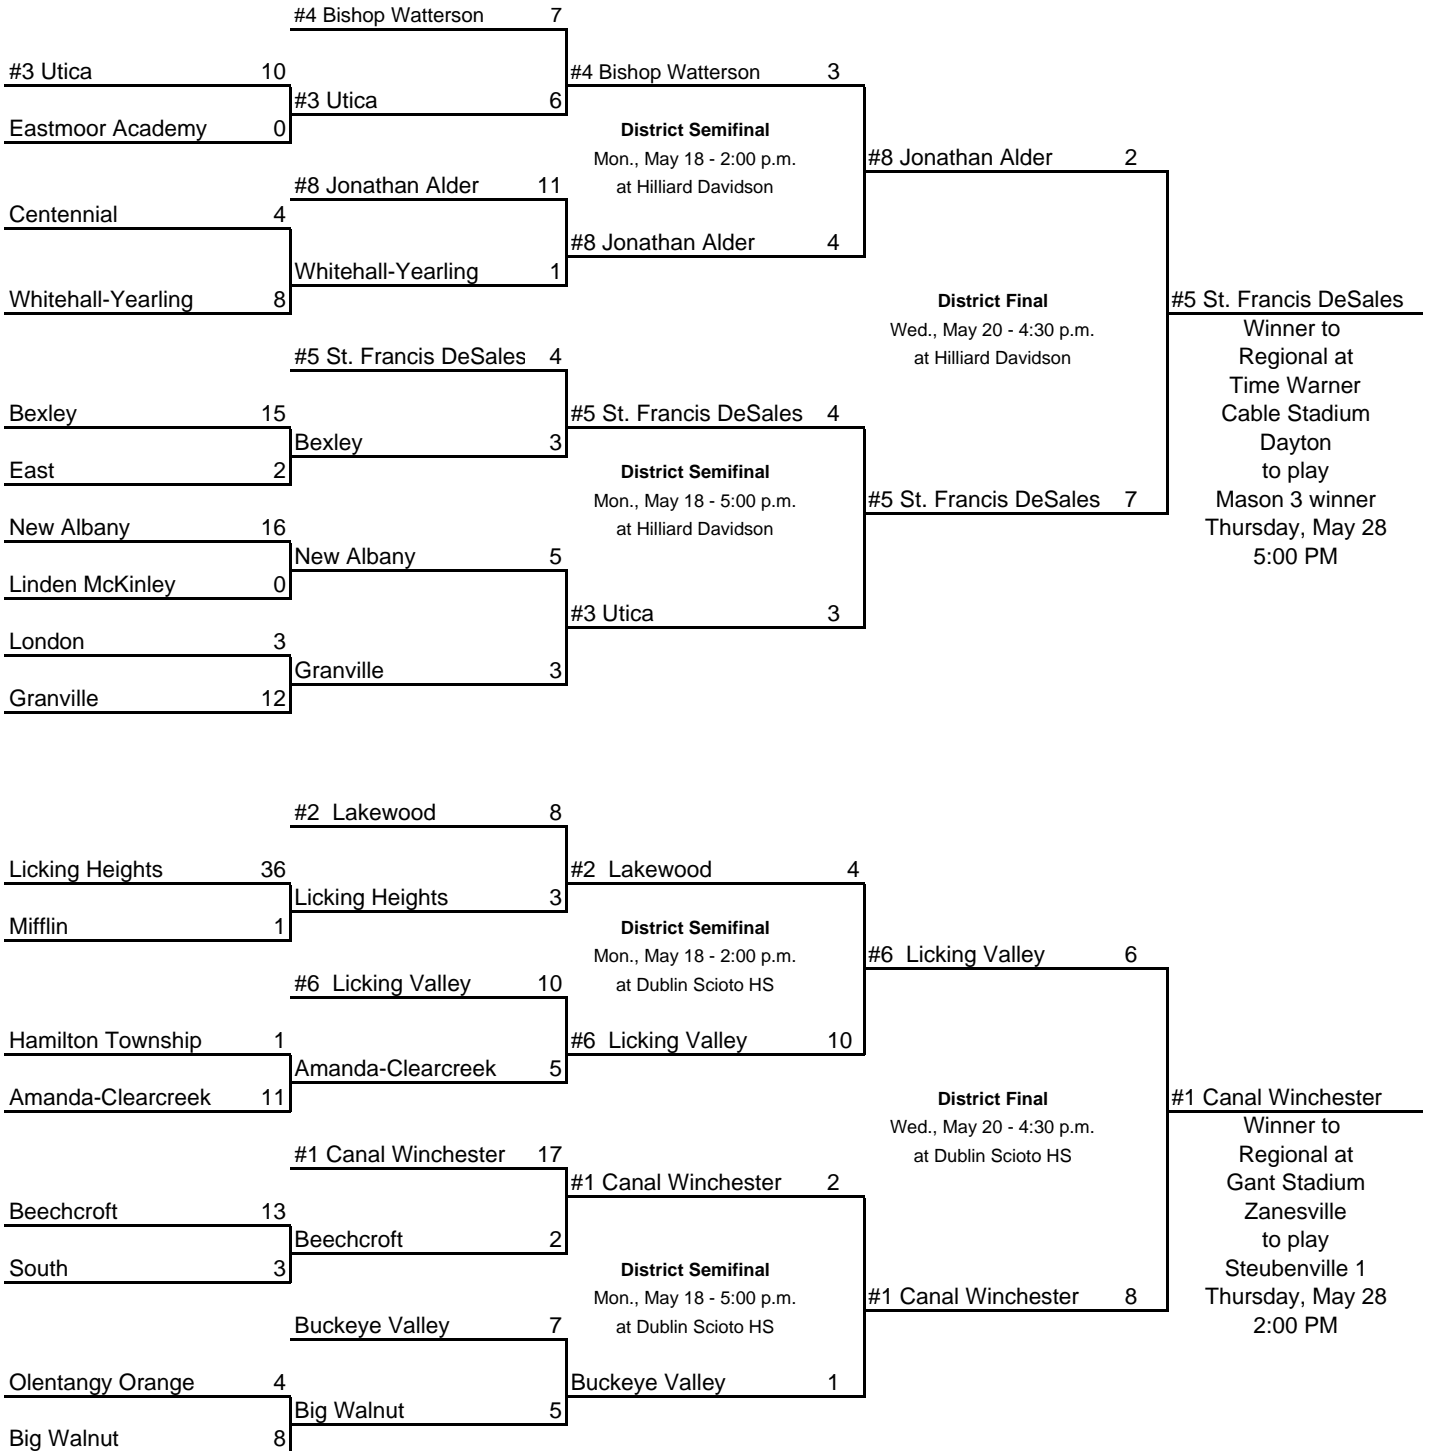 #4 Bishop Watterson 7
#3 Utica 10
#4 Bishop Watterson 3
#3 Utica 6
Eastmoor Academy 0
District Semifinal
Mon., May 18 - 2:00 p.m.
at Hilliard Davidson
#8 Jonathan Alder 2
#8 Jonathan Alder 11
Centennial 4
#8 Jonathan Alder 4
Whitehall-Yearling 1
Whitehall-Yearling 8
District Final
Wed., May 20 - 4:30 p.m.
at Hilliard Davidson
#5 St. Francis DeSales
Winner to
Regional at
Time Warner
Cable Stadium
Dayton
to play
Mason 3 winner
Thursday, May 28
5:00 PM
#5 St. Francis DeSales 4
Bexley 15
#5 St. Francis DeSales 4
Bexley 3
East 2
District Semifinal
Mon., May 18 - 5:00 p.m.
at Hilliard Davidson
#5 St. Francis DeSales 7
New Albany 16
New Albany 5
Linden McKinley 0
#3 Utica 3
London 3
Granville 3
Granville 12
#2 Lakewood 8
Licking Heights 36
#2 Lakewood 4
Licking Heights 3
Mifflin 1
District Semifinal
Mon., May 18 - 2:00 p.m.
at Dublin Scioto HS
#6 Licking Valley 6
#6 Licking Valley 10
Hamilton Township 1
#6 Licking Valley 10
Amanda-Clearcreek 5
Amanda-Clearcreek 11
District Final
Wed., May 20 - 4:30 p.m.
at Dublin Scioto HS
#1 Canal Winchester
Winner to
Regional at
Gant Stadium
Zanesville
to play
Steubenville 1
Thursday, May 28
2:00 PM
#1 Canal Winchester 17
#1 Canal Winchester 2
Beechcroft 13
Beechcroft 2
South 3
District Semifinal
Mon., May 18 - 5:00 p.m.
at Dublin Scioto HS
#1 Canal Winchester 8
Buckeye Valley 7
Olentangy Orange 4
Buckeye Valley 1
Big Walnut 5
Big Walnut 8